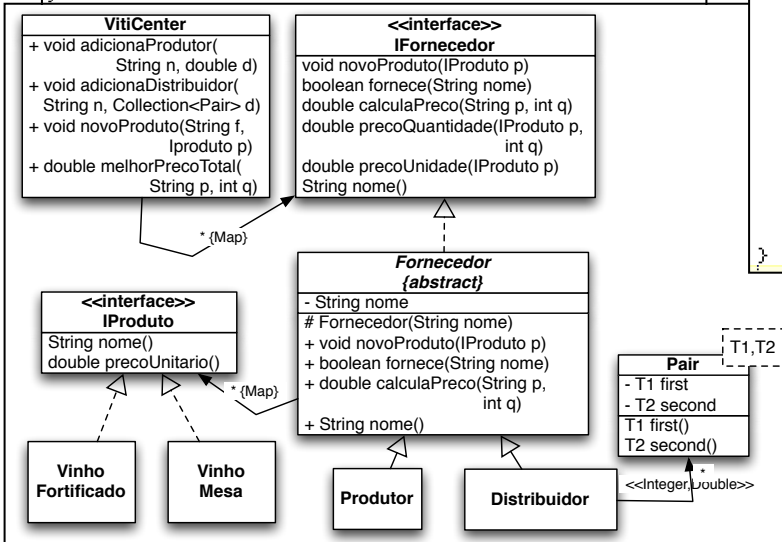 VitiCenter
+ void adicionaProdutor(
String n, double d)
+ void adicionaDistribuidor(
String n, Collection<Pair> d)
+ void novoProduto(String f,
Iproduto p)
+ double melhorPrecoTotal(
String p, int q)
<<interface>>
IFornecedor
void novoProduto(IProduto p)
boolean fornece(String nome)
double calculaPreco(String p, int q)
double precoQuantidade(IProduto p,
int q)
double precoUnidade(IProduto p)
String nome()
* {Map}
Fornecedor
{abstract}
- String nome
# Fornecedor(String nome)
+ void novoProduto(IProduto p)
+ boolean fornece(String nome)
+ double calculaPreco(String p,
int q)
+ String nome()
}
<<interface>>
IProduto
String nome()
double precoUnitario()
* {Map}
T1,T2
Pair
- T1 first
- T2 second
T1 first()
T2 second()
*
<<Integer,Double>>
Vinho
Fortificado
Vinho
Mesa
Produtor
Distribuidor